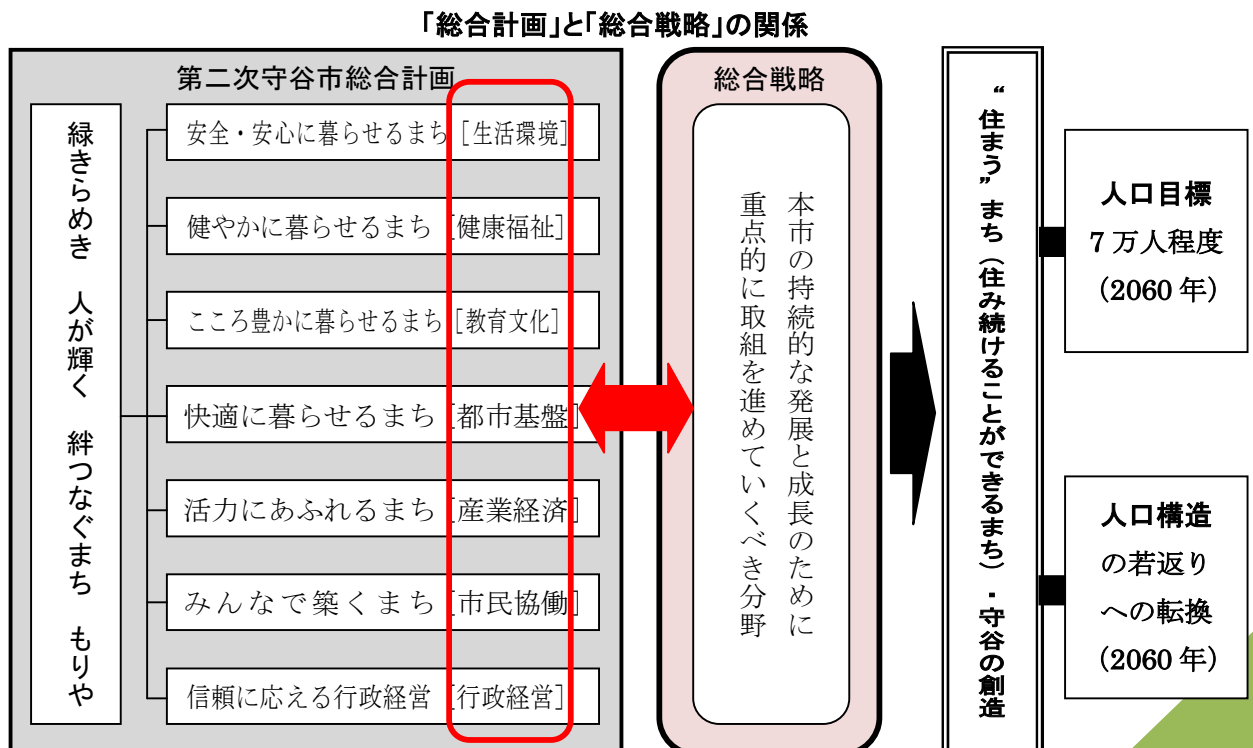 「総合計画」と「総合戦略」の関係
第二次守谷市総合計画
緑きらめき 人が輝く 絆つなぐまち もりや
安全・安心に暮らせるまち [生活環境]
健やかに暮らせるまち [健康福祉]
こころ豊かに暮らせるまち [教育文化]
快適に暮らせるまち [都市基盤]
活力にあふれるまち [産業経済]
みんなで築くまち [市民協働]
信頼に応える行政経営 [行政経営]
総合戦略
本市の持続的な発展と成長のために
重点的に取組を進めていくべき分野
“住まう”まち(住み続けることができるまち)・守谷の創造
人口目標
7万人程度
(2060年)
人口構造
の若返り
への転換
(2060年)